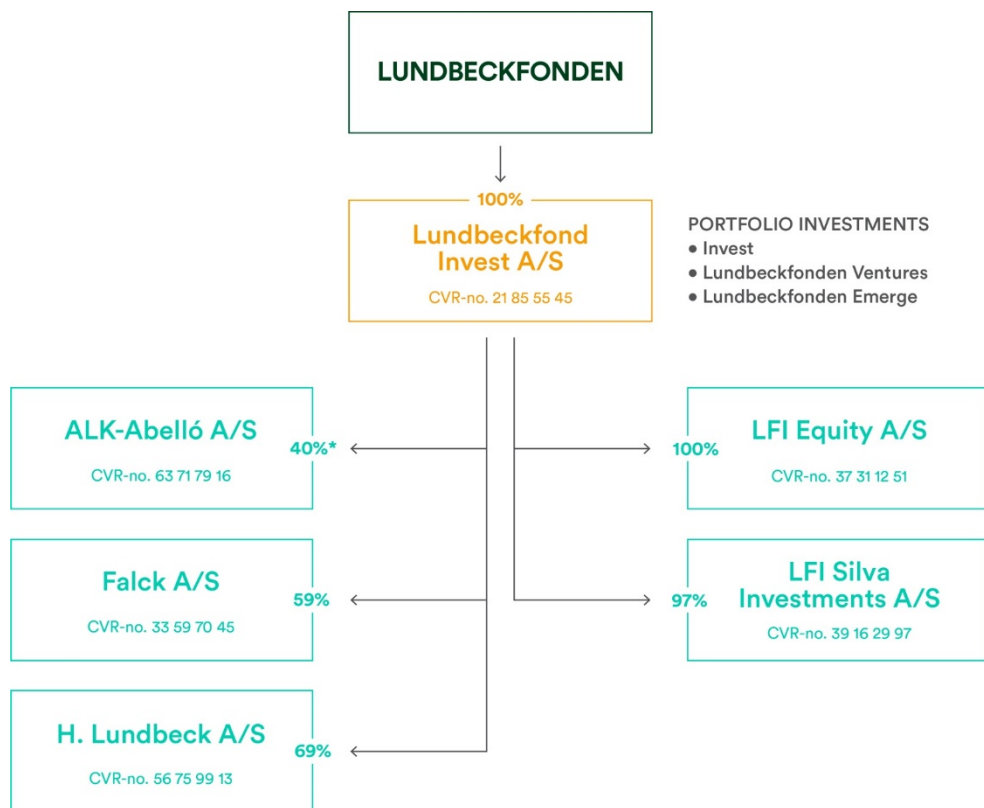 LUNDBECKFONDEN
100%
Lundbeckfond
Invest A/S
CVR-no. 21 85 55 45
PORTFOLIO INVESTMENTS
• Invest
• Lundbeckfonden Ventures
• Lundbeckfonden Emerge
ALK-Abelló A/S
40%*
CVR-no. 63 71 79 16
LFI Equity A/S
100%
CVR-no. 37 31 12 51
Falck A/S
59%
CVR-no. 33 59 70 45
LFI Silva
Investments A/S
97%
CVR-no. 39 16 29 97
H. Lundbeck A/S
69%
CVR-no. 56 75 99 13